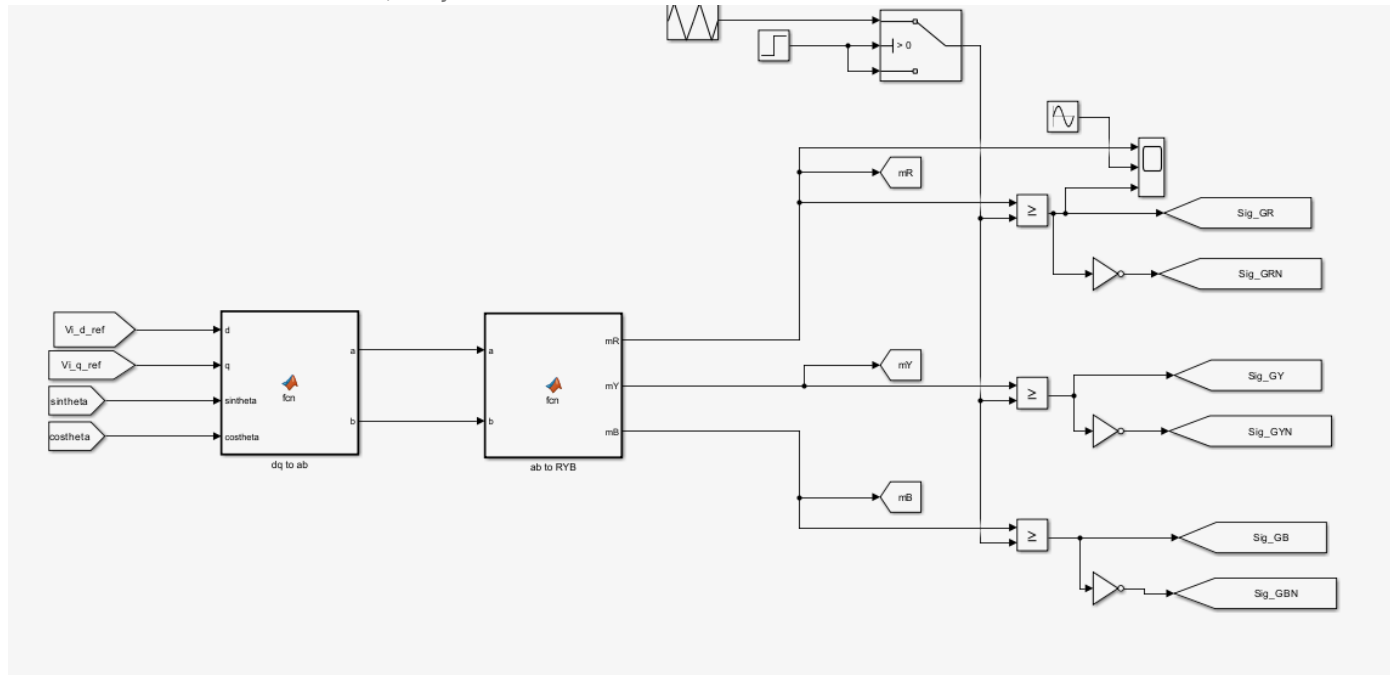 > 0
mR
≥
Sig_GR
Sig_GRN
Vi_d_ref
d
mR
Vi_q_ref
a
a
mY
q
fcn
mY
fcn
≥
Sig_GY
sintheta
sintheta
costheta
costheta
b
b
mB
Sig_GYN
dq to ab
ab to RYB
mB
≥
Sig_GB
Sig_GBN